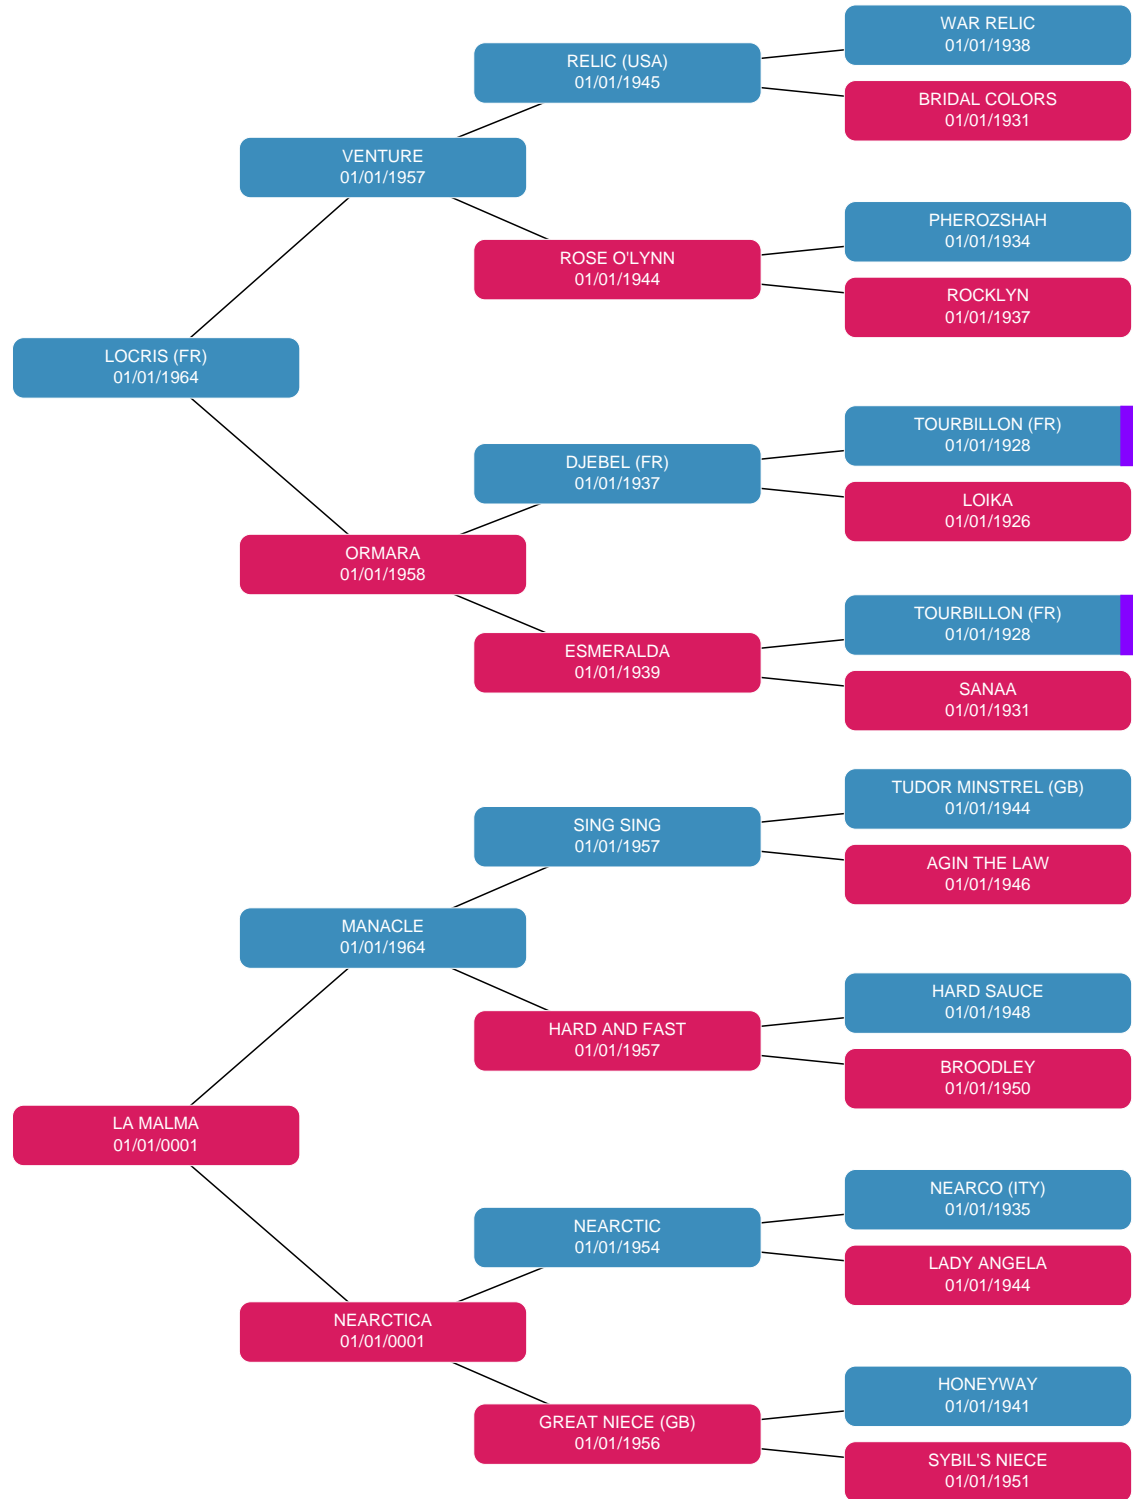 WAR RELIC
01/01/1938
RELIC (USA)
01/01/1945
BRIDAL COLORS
01/01/1931
VENTURE
01/01/1957
PHEROZSHAH
01/01/1934
ROSE O'LYNN
01/01/1944
ROCKLYN
01/01/1937
LOCRIS (FR)
01/01/1964
TOURBILLON (FR)
01/01/1928
DJEBEL (FR)
01/01/1937
LOIKA
01/01/1926
ORMARA
01/01/1958
TOURBILLON (FR)
01/01/1928
ESMERALDA
01/01/1939
SANAA
01/01/1931
TUDOR MINSTREL (GB)
01/01/1944
SING SING
01/01/1957
AGIN THE LAW
01/01/1946
MANACLE
01/01/1964
HARD SAUCE
01/01/1948
HARD AND FAST
01/01/1957
BROODLEY
01/01/1950
LA MALMA
01/01/0001
NEARCO (ITY)
01/01/1935
NEARCTIC
01/01/1954
LADY ANGELA
01/01/1944
NEARCTICA
01/01/0001
HONEYWAY
01/01/1941
GREAT NIECE (GB)
01/01/1956
SYBIL'S NIECE
01/01/1951